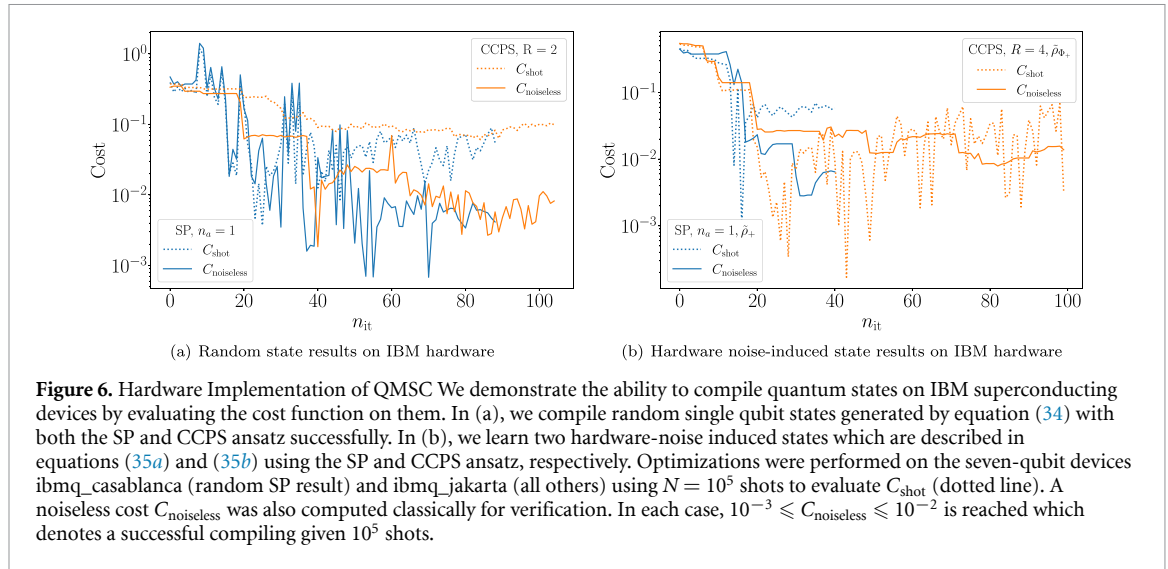 CCPS, R = 2
C_shot
C_noiseless
SP, n_a = 1
C_shot
C_noiseless
Cost
10^0
10^-1
10^-2
10^-3
0 20 40 60 80 100
n_it
(a) Random state results on IBM hardware
CCPS, R = 4, ρ̃_Φ+
C_shot
C_noiseless
SP, n_a = 1, ρ̃_+
C_shot
C_noiseless
Cost
10^-1
10^-2
10^-3
0 20 40 60 80 100
n_it
(b) Hardware noise-induced state results on IBM hardware
Figure 6. Hardware Implementation of QMSC We demonstrate the ability to compile quantum states on IBM superconducting
devices by evaluating the cost function on them. In (a), we compile random single qubit states generated by equation (34) with
both the SP and CCPS ansatz successfully. In (b), we learn two hardware-noise induced states which are described in
equations (35a) and (35b) using the SP and CCPS ansatz, respectively. Optimizations were performed on the seven-qubit devices
ibmq_casablanca (random SP result) and ibmq_jakarta (all others) using N = 10^5 shots to evaluate C_shot (dotted line). A
noiseless cost C_noiseless was also computed classically for verification. In each case, 10^-3 ⩽ C_noiseless ⩽ 10^-2 is reached which
denotes a successful compiling given 10^5 shots.